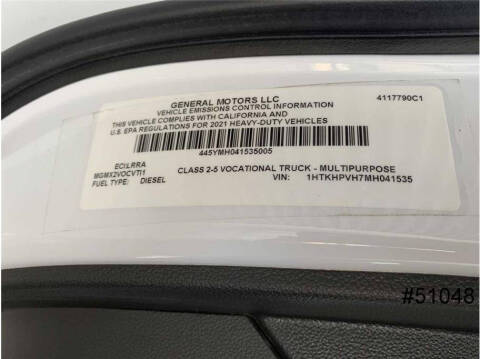 GENERAL MOTORS LLC
4117790C1
VEHICLE EMISSIONS CONTROL INFORMATION
THIS VEHICLE COMPLIES WITH CALIFORNIA AND
U.S. EPA REGULATIONS FOR 2021 HEAVY-DUTY VEHICLES
445YMH041535005
ECILRRA
MGMX2VOCVTI1
CLASS 2-5 VOCATIONAL TRUCK - MULTIPURPOSE
FUEL TYPE: DIESEL
VIN: 1HTKHPVH7MH041535
#51048